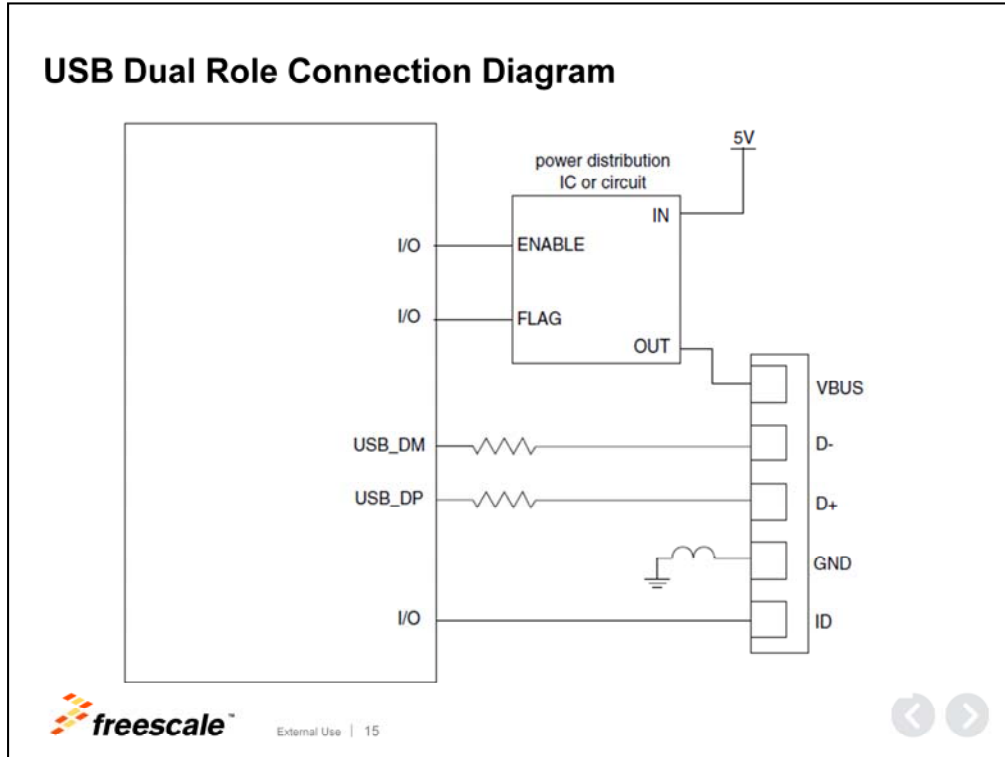 USB Dual Role Connection Diagram
5V
power distribution
IC or circuit
IN
I/O
ENABLE
I/O
FLAG
OUT
VBUS
USB_DM
D-
USB_DP
D+
GND
I/O
ID
freescale™
External Use | 15